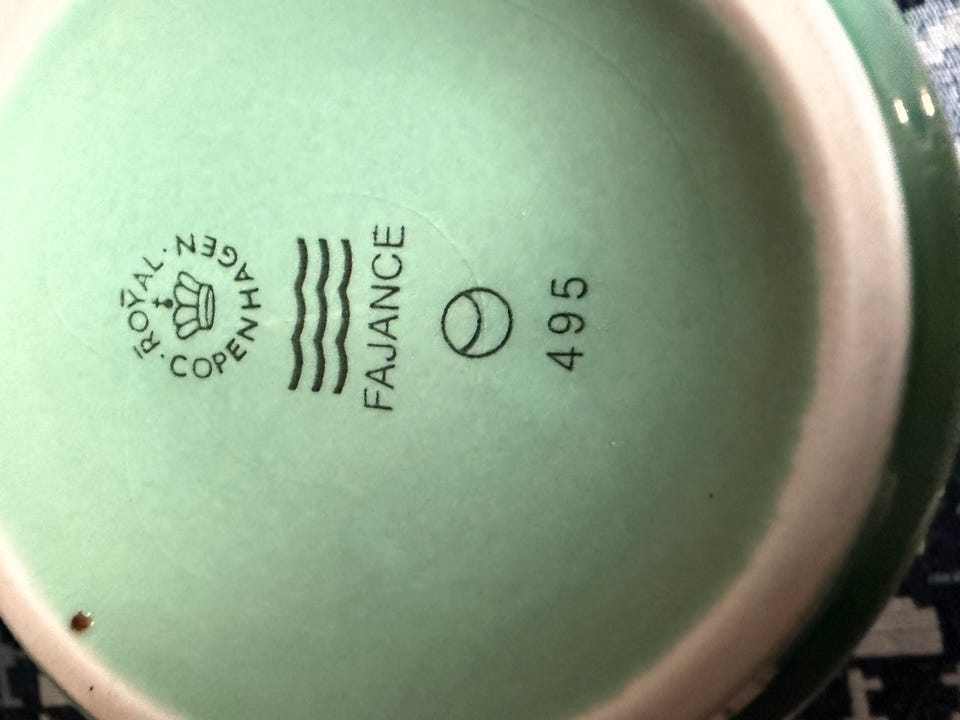 ROYAL · COPENHAGEN ·
FAJANCE
495